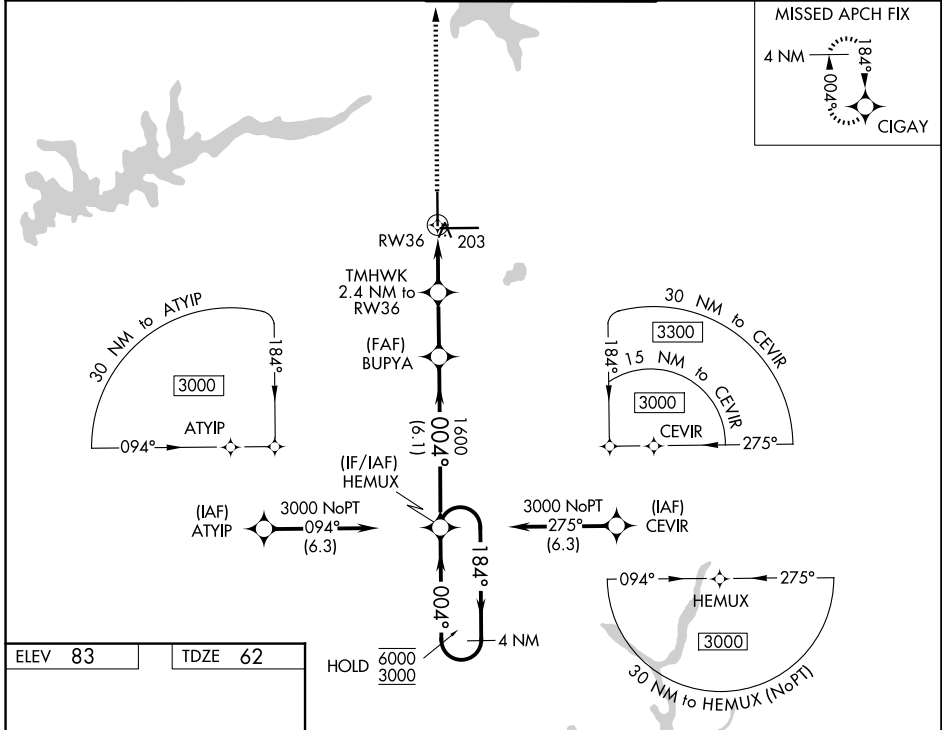 MISSED APCH FIX
4 NM
184°
004°
CIGAY
RW36
203
TMHWK
2.4 NM to
RW36
(FAF)
BUPYA
30 NM to ATYIP
184°
3000
ATYIP
094°
30 NM to CEVIR
3300
184°
15 NM to CEVIR
3000
CEVIR
275°
1600
004°
(6.1)
(IF/IAF)
HEMUX
(IAF)
ATYIP
3000 NoPT
094°
(6.3)
3000 NoPT
275°
(6.3)
(IAF)
CEVIR
184°
004°
4 NM
HOLD
6000
3000
094°
275°
HEMUX
3000
30 NM to HEMUX (NoPT)
ELEV 83
TDZE 62